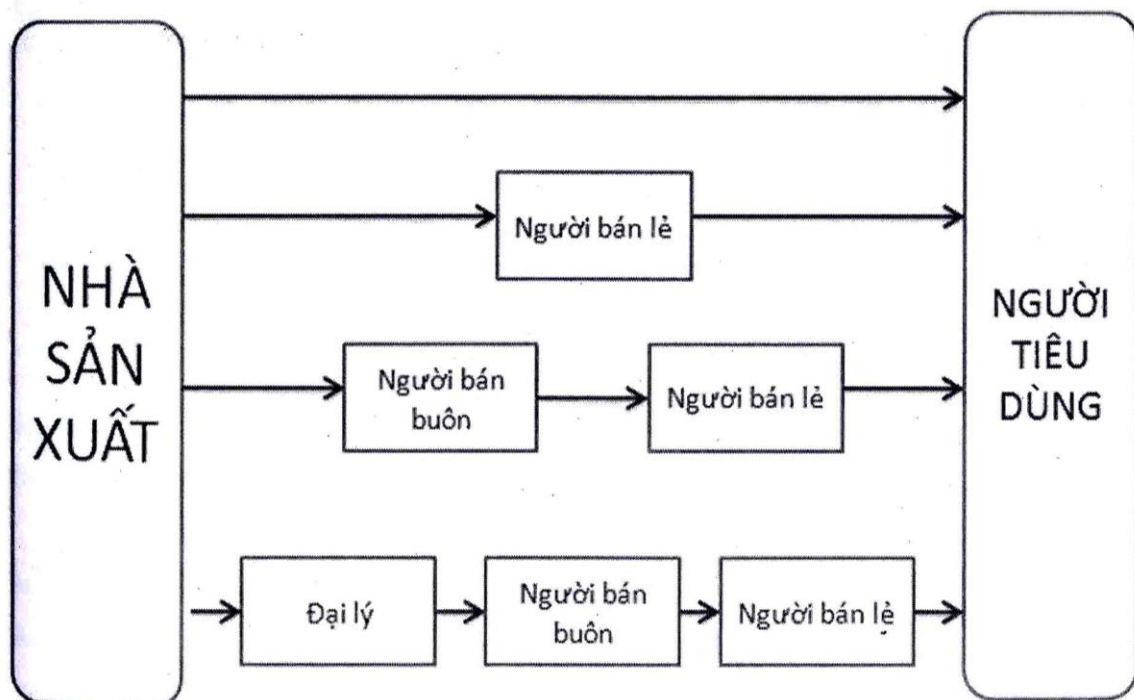 NHÀ
SẢN
XUẤT
Người bán lẻ
Người bán
buôn
Người bán lẻ
Đại lý
Người bán
buôn
Người bán lẻ
NGƯỜI
TIÊU
DÙNG